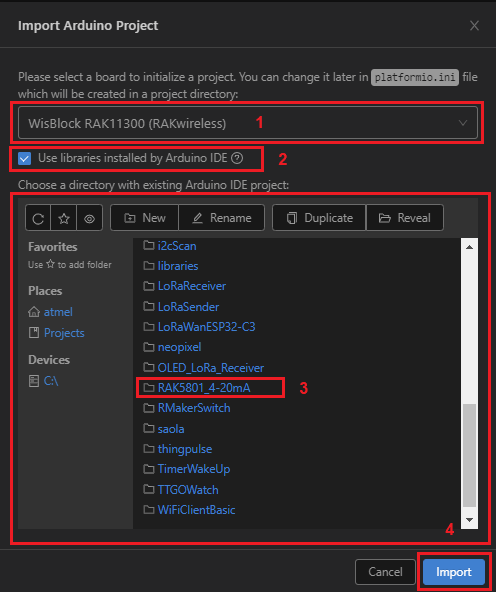 Import Arduino Project
Please select a board to initialize a project. You can change it later in platformio.ini file
which will be created in a project directory:
WisBlock RAK11300 (RAKwireless) 1
Use libraries installed by Arduino IDE 2
Choose a directory with existing Arduino IDE project:
New Rename Duplicate Reveal
Favorites
Use to add folder
Places
atmel
Projects
Devices
C:\
i2cScan
libraries
LoRaReceiver
LoRaSender
LoRaWanESP32-C3
neopixel
OLED_LoRa_Receiver
RAK5801_4-20mA 3
RMakerSwitch
saola
thingpulse
TimerWakeUp
TTGOWatch
WiFiClientBasic
4
Cancel Import